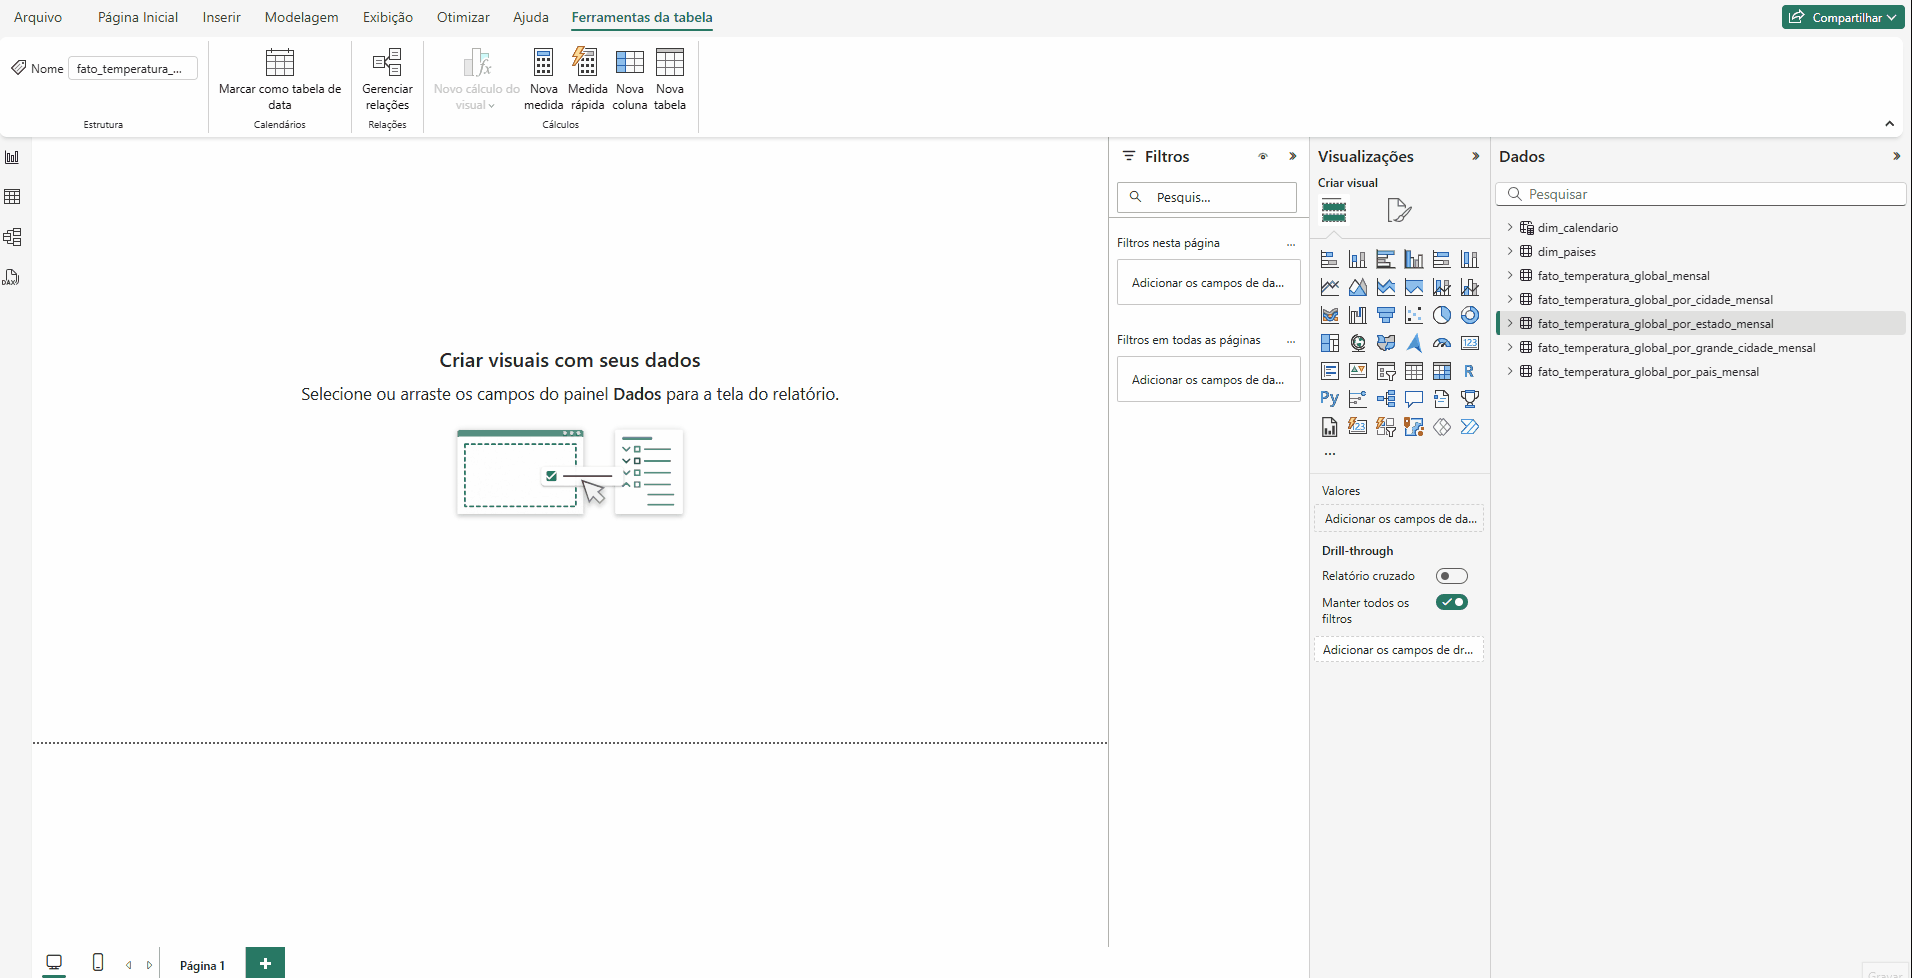 Arquivo Página Inicial Inserir Modelagem Exibição Otimizar Ajuda Ferramentas da tabela Compartilhar
Nome fato_temperatura_...
Estrutura
Marcar como tabela de
data
Calendários
Gerenciar
relações
Relações
Novo cálculo do
visual
Nova
medida
Medida
rápida
Nova
coluna
Nova
tabela
Cálculos
DAX
Criar visuais com seus dados
Selecione ou arraste os campos do painel Dados para a tela do relatório.
Filtros
Pesquis...
Filtros nesta página ...
Adicionar os campos de da...
Filtros em todas as páginas ...
Adicionar os campos de da...
Visualizações
Criar visual
123
R
Py
123
...
Valores
Adicionar os campos de da...
Drill-through
Relatório cruzado
Manter todos os
filtros
Adicionar os campos de dr...
Dados
Pesquisar
dim_calendario
dim_paises
fato_temperatura_global_mensal
fato_temperatura_global_por_cidade_mensal
fato_temperatura_global_por_estado_mensal
fato_temperatura_global_por_grande_cidade_mensal
fato_temperatura_global_por_pais_mensal
Página 1
Gravar